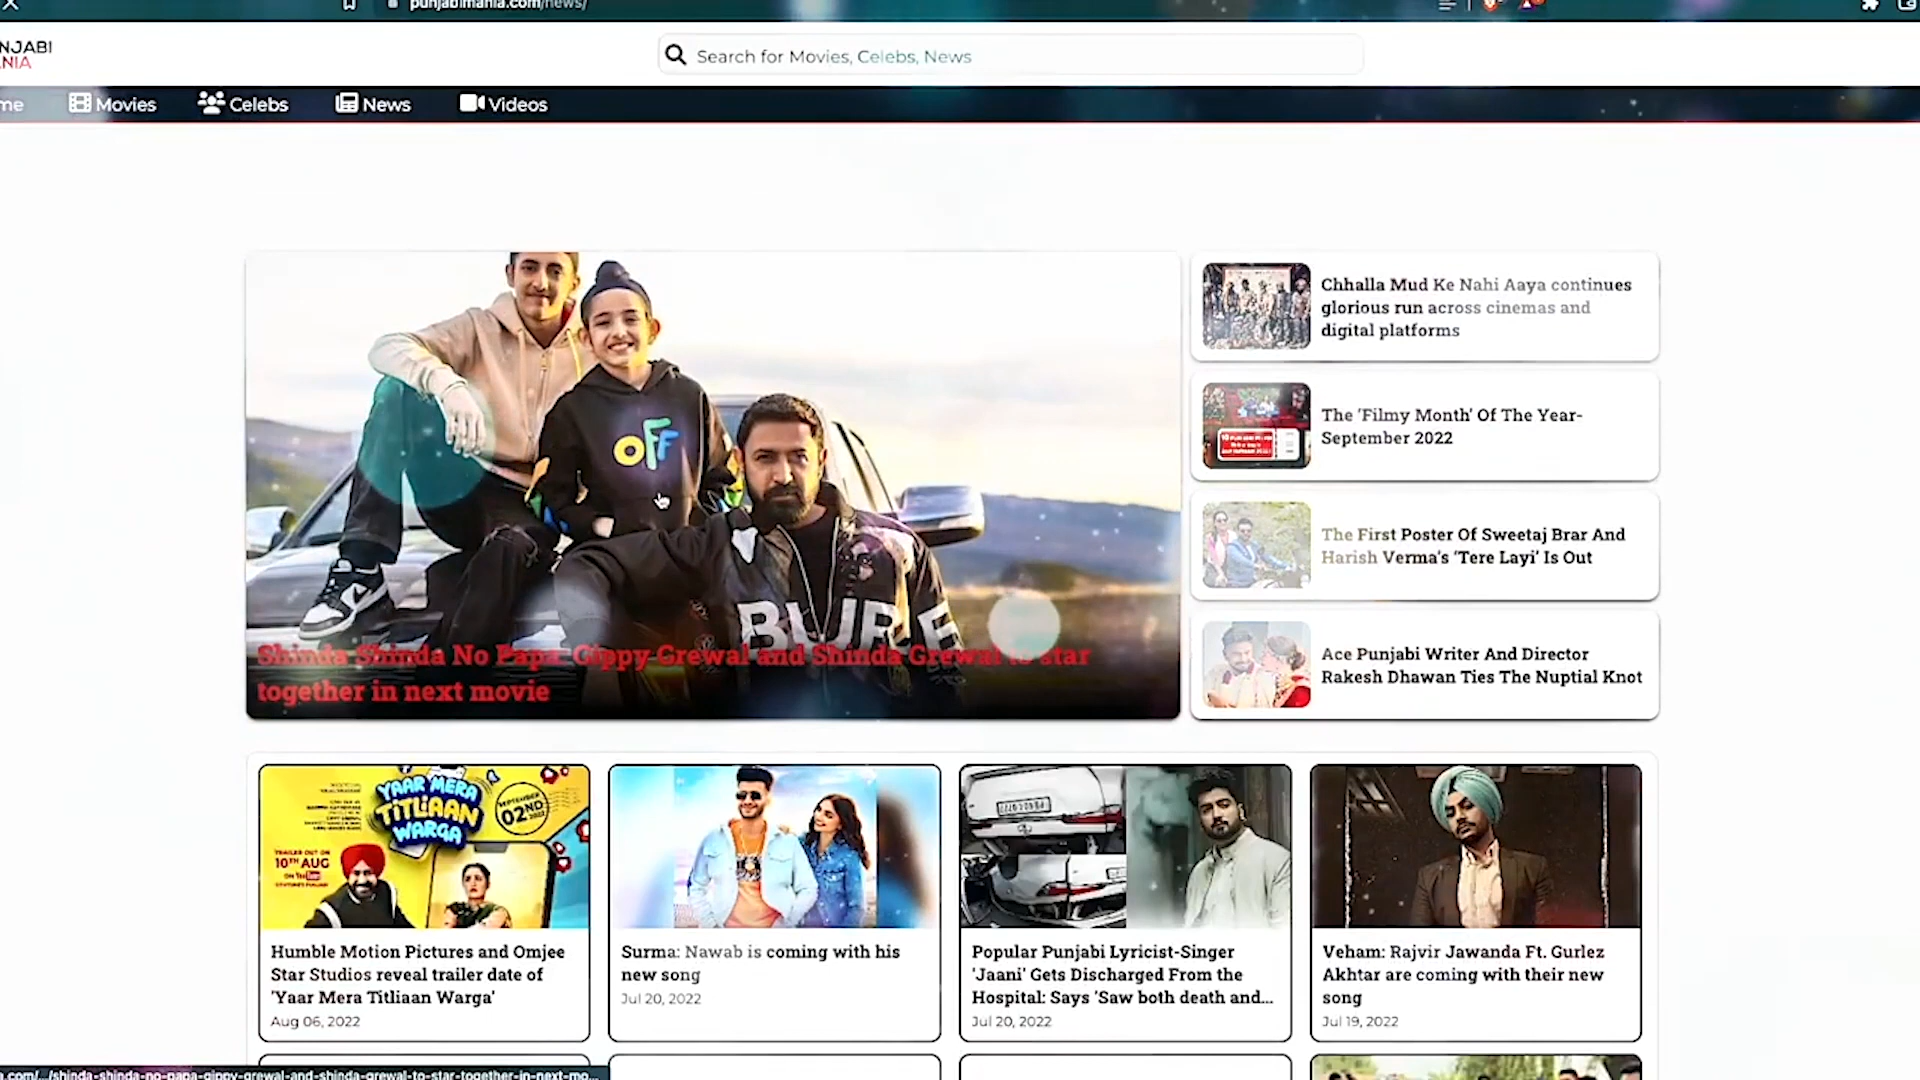 punjabimania.com/news/
NJABI
NIA
Search for Movies, Celebs, News
me
Movies
Celebs
News
Videos
OFF
BURBE
Shinda Shinda No Papa: Gippy Grewal and Shinda Grewal to star
together in next movie
Chhalla Mud Ke Nahi Aaya continues
glorious run across cinemas and
digital platforms
The 'Filmy Month' Of The Year-
September 2022
The First Poster Of Sweetaj Brar And
Harish Verma's 'Tere Layi' Is Out
Ace Punjabi Writer And Director
Rakesh Dhawan Ties The Nuptial Knot
YAAR MERA
TITLIAAN
WARGA
SEPTEMBER
02ND
2022
TRAILER OUT ON
10TH AUG
Humble Motion Pictures and Omjee
Star Studios reveal trailer date of
'Yaar Mera Titliaan Warga'
Aug 06, 2022
Surma: Nawab is coming with his
new song
Jul 20, 2022
Popular Punjabi Lyricist-Singer
'Jaani' Gets Discharged From the
Hospital: Says 'Saw both death and...
Jul 20, 2022
Veham: Rajvir Jawanda Ft. Gurlez
Akhtar are coming with their new
song
Jul 19, 2022
a.com/.../shinda-shinda-no-papa-gippy-grewal-and-shinda-grewal-to-star-together-in-next-mo...